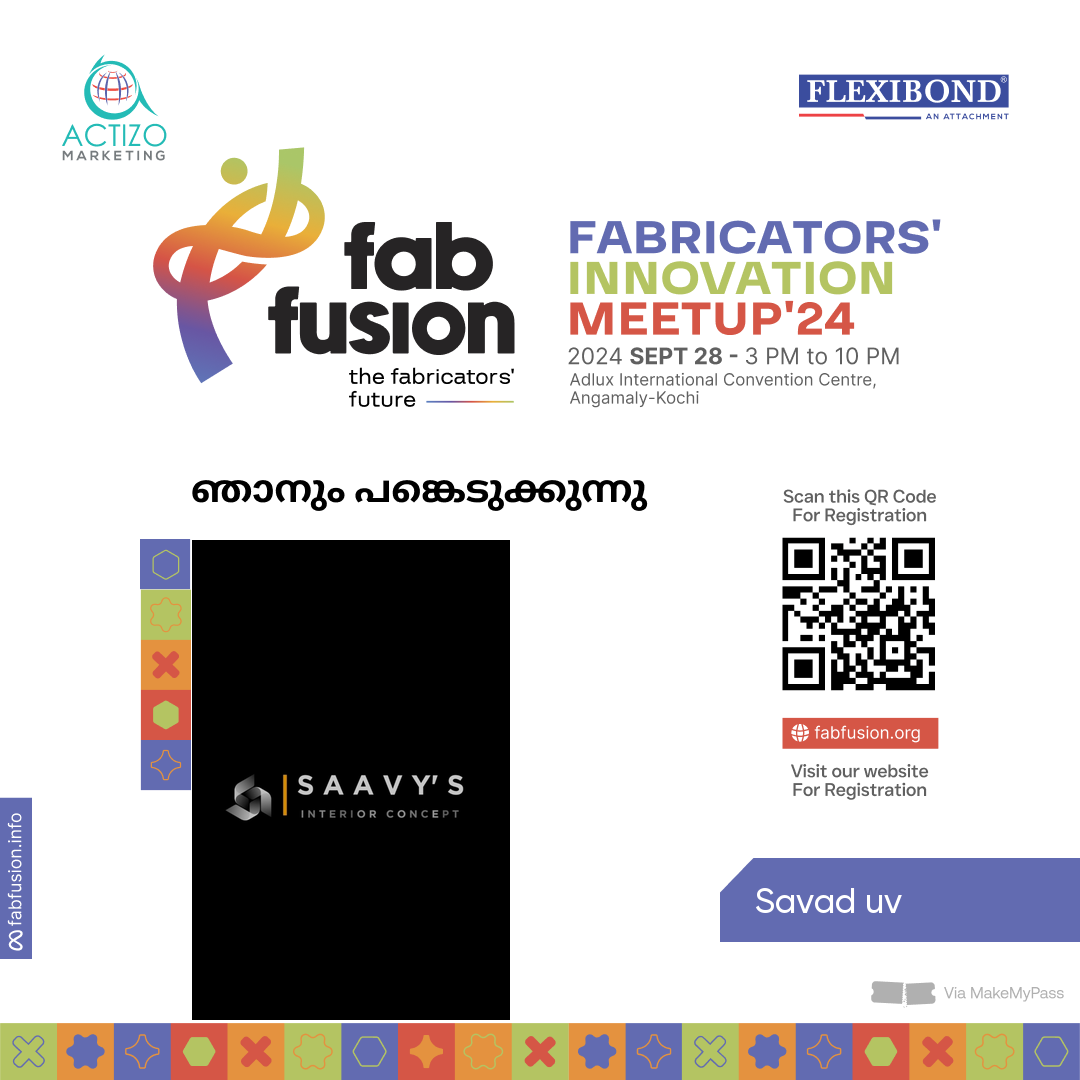 ACTIZO
MARKETING
FLEXIBOND®
AN ATTACHMENT
fab
fusion
the fabricators'
future
FABRICATORS'
INNOVATION
MEETUP'24
2024 SEPT 28 - 3 PM to 10 PM
Adlux International Convention Centre,
Angamaly-Kochi
ഞാനും പങ്കെടുക്കുന്നു
Scan this QR Code
For Registration
fabfusion.org
Visit our website
For Registration
SAAVY'S
INTERIOR CONCEPT
fabfusion.info
Savad uv
Via MakeMyPass